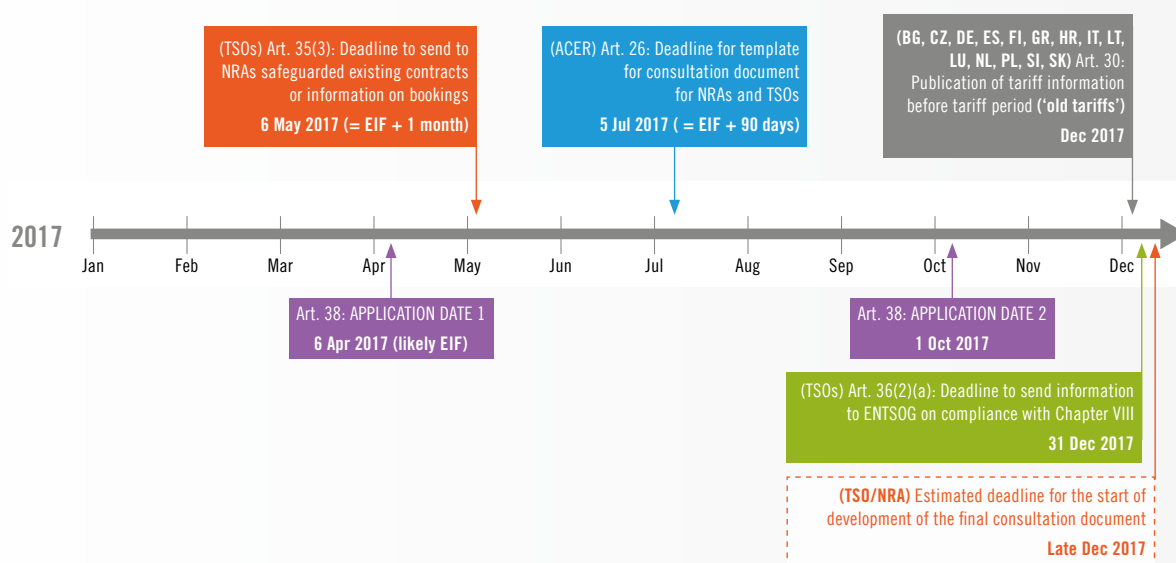 (TSOs) Art. 35(3): Deadline to send to
NRAs safeguarded existing contracts
or information on bookings
6 May 2017 (= EIF + 1 month)
(ACER) Art. 26: Deadline for template
for consultation document
for NRAs and TSOs
5 Jul 2017 ( = EIF + 90 days)
(BG, CZ, DE, ES, FI, GR, HR, IT, LT,
LU, NL, PL, SI, SK) Art. 30:
Publication of tariff information
before tariff period (‘old tariffs’)
Dec 2017
2017
Jan Feb Mar Apr May Jun Jul Aug Sep Oct Nov Dec
Art. 38: APPLICATION DATE 1
6 Apr 2017 (likely EIF)
Art. 38: APPLICATION DATE 2
1 Oct 2017
(TSOs) Art. 36(2)(a): Deadline to send information
to ENTSOG on compliance with Chapter VIII
31 Dec 2017
(TSO/NRA) Estimated deadline for the start of
development of the final consultation document
Late Dec 2017